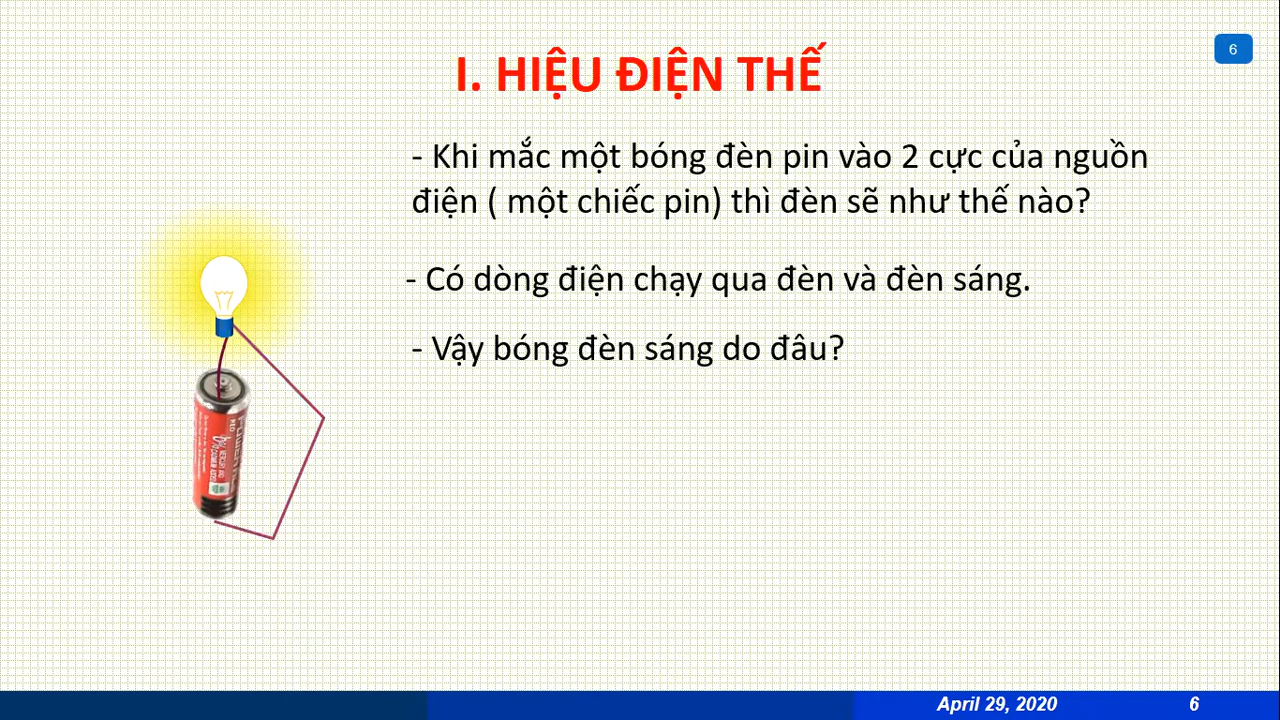 6
I. HIỆU ĐIỆN THẾ
- Khi mắc một bóng đèn pin vào 2 cực của nguồn
điện ( một chiếc pin) thì đèn sẽ như thế nào?
- Có dòng điện chạy qua đèn và đèn sáng.
- Vậy bóng đèn sáng do đâu?
April 29, 2020
6